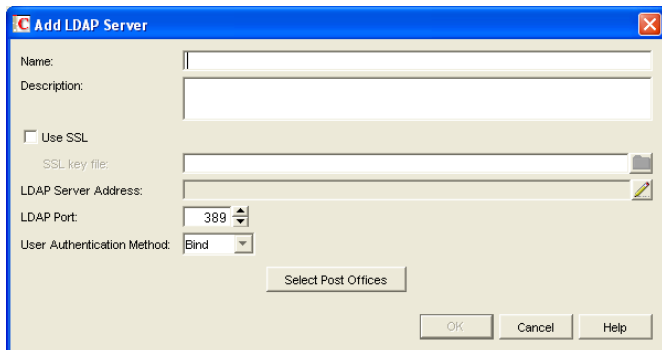 C Add LDAP Server
Name:
Description:
Use SSL
SSL key file:
LDAP Server Address:
LDAP Port: 389
User Authentication Method: Bind
Select Post Offices
OK Cancel Help